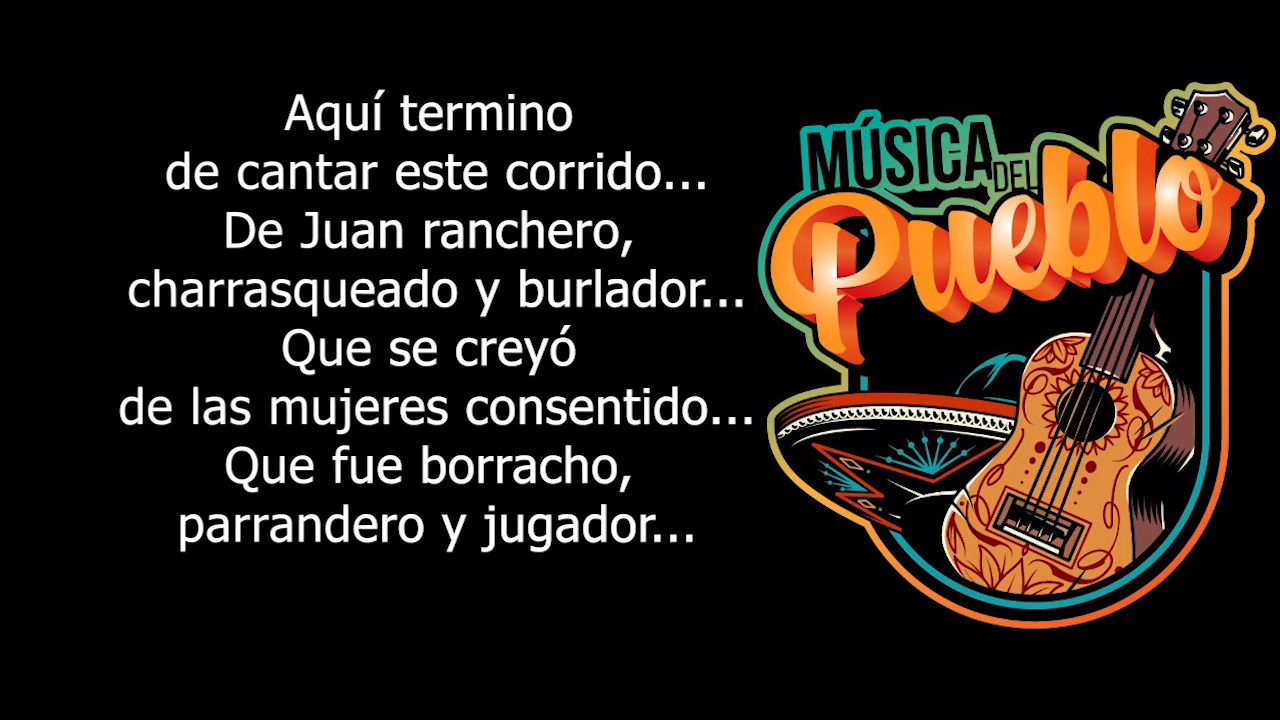 Aquí termino
de cantar este corrido...
De Juan ranchero,
charrasqueado y burlador...
Que se creyó
de las mujeres consentido...
Que fue borracho,
parrandero y jugador...
MÚSICA DEL
Pueblo